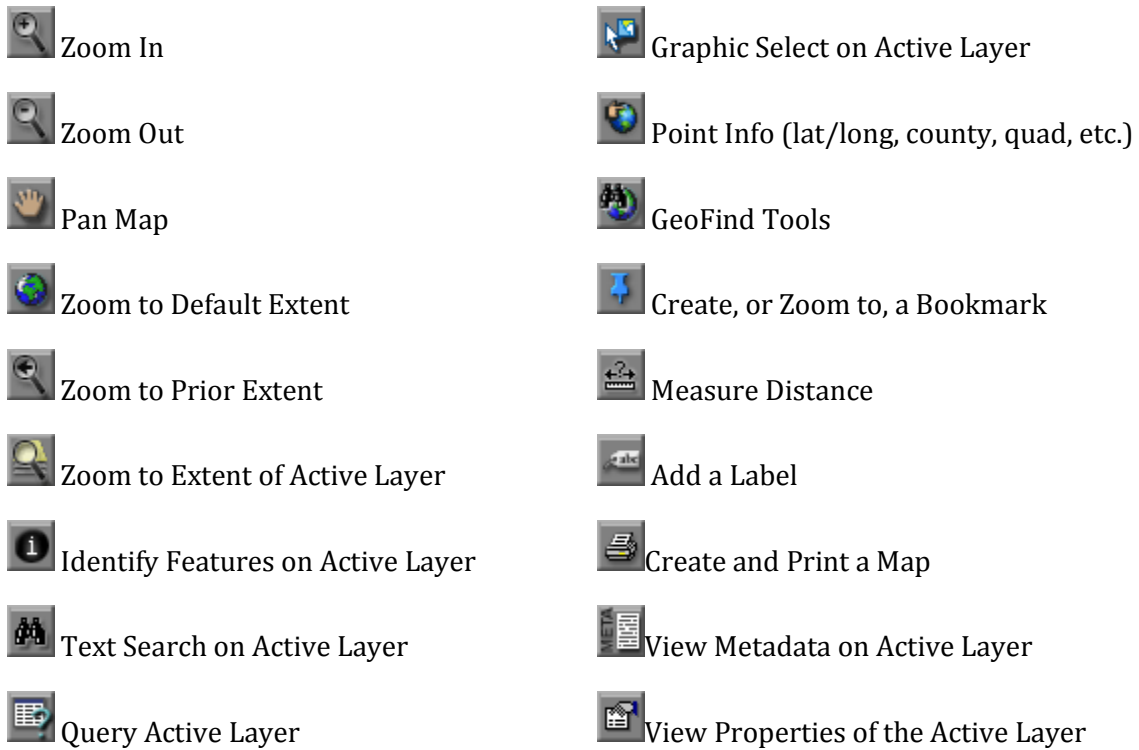 Zoom In
Zoom Out
Pan Map
Zoom to Default Extent
Zoom to Prior Extent
Zoom to Extent of Active Layer
i Identify Features on Active Layer
Text Search on Active Layer
? Query Active Layer
Graphic Select on Active Layer
Point Info (lat/long, county, quad, etc.)
GeoFind Tools
Create, or Zoom to, a Bookmark
? Measure Distance
abc Add a Label
Create and Print a Map
META View Metadata on Active Layer
View Properties of the Active Layer